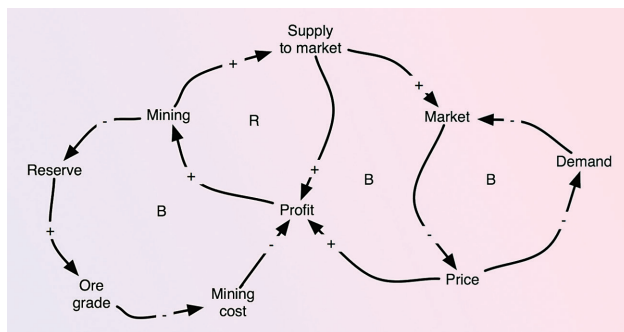 Supply
to market
+
+
Mining
R
Market
-
-
Demand
Reserve
+
+
B
B
B
Profit
+
-
-
-
+
Ore
grade
Price
Mining
cost
-